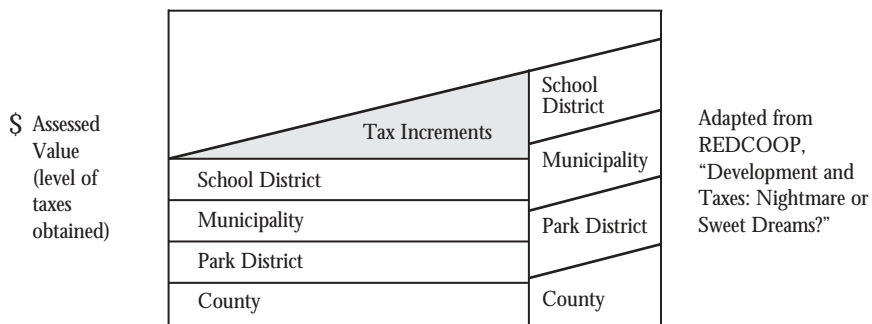 $ Assessed
Value
(level of
taxes
obtained)
Tax Increments
School District
Municipality
Park District
County
School
District
Municipality
Park District
County
Adapted from
REDCOOP,
“Development and
Taxes: Nightmare or
Sweet Dreams?”